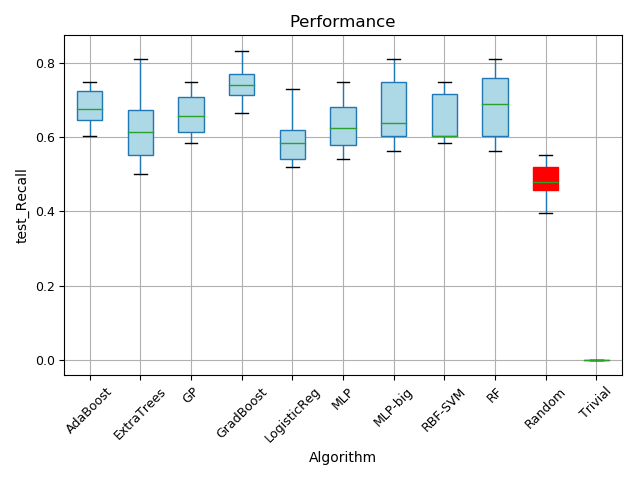 Performance
test_Recall
0.8
0.6
0.4
0.2
0.0
AdaBoost
ExtraTrees
GP
GradBoost
LogisticReg
MLP
MLP-big
RBF-SVM
RF
Random
Trivial
Algorithm